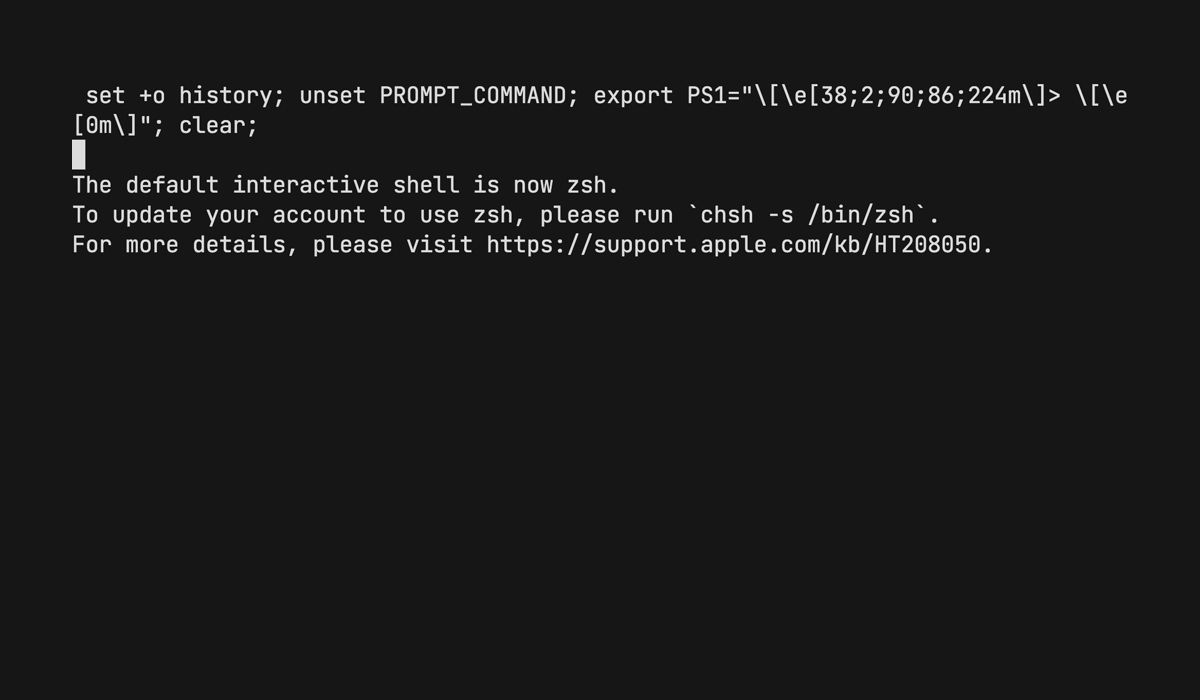 set +o history; unset PROMPT_COMMAND; export PS1="\[\e[38;2;90;86;224m\]> \[\e
[0m\]"; clear;
The default interactive shell is now zsh.
To update your account to use zsh, please run `chsh -s /bin/zsh`.
For more details, please visit https://support.apple.com/kb/HT208050.